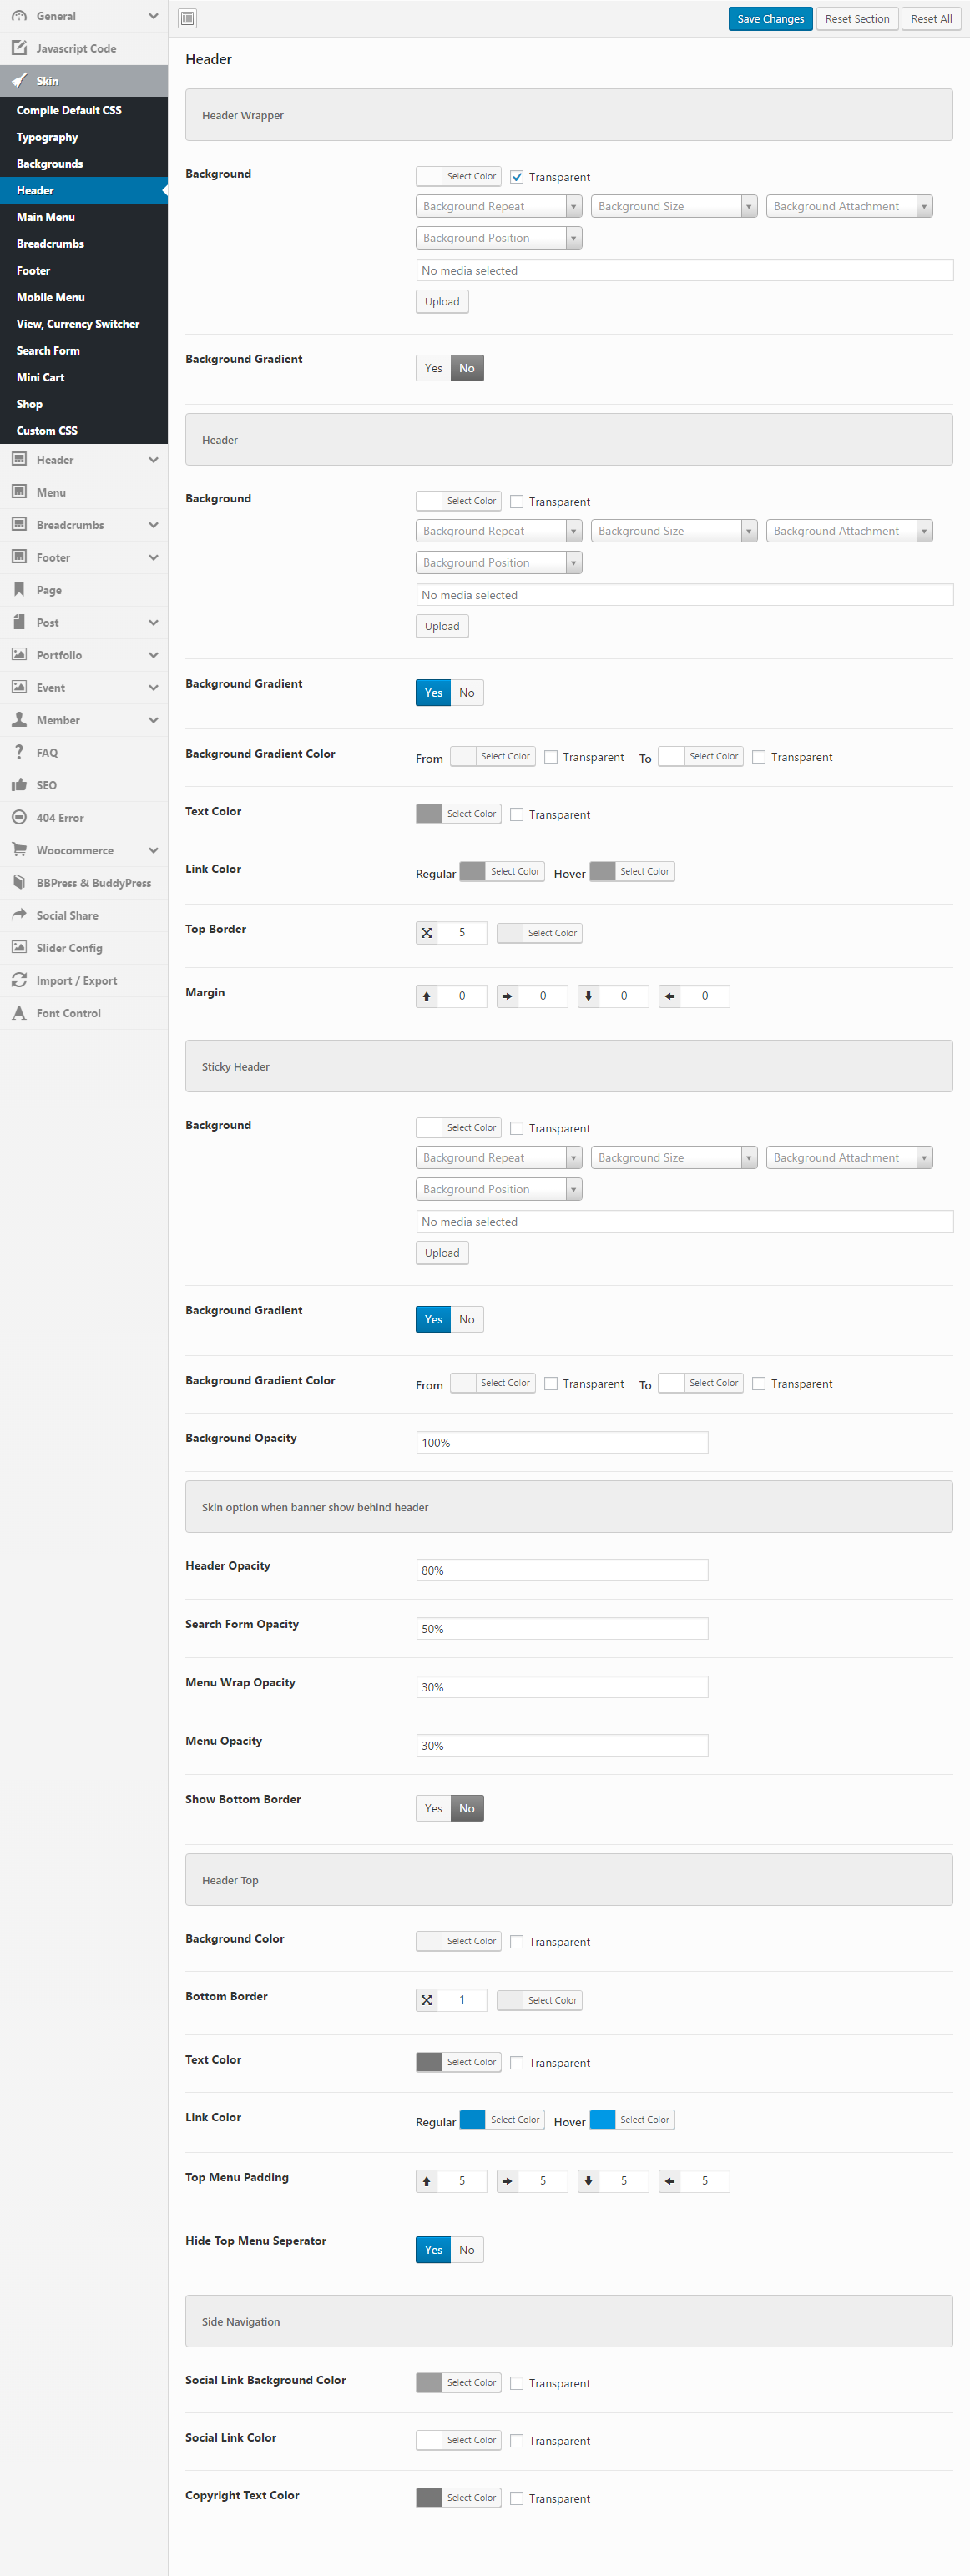 General
Javascript Code
Skin
Compile Default CSS
Typography
Backgrounds
Header
Main Menu
Breadcrumbs
Footer
Mobile Menu
View, Currency Switcher
Search Form
Mini Cart
Shop
Custom CSS
Header
Menu
Breadcrumbs
Footer
Page
Post
Portfolio
Event
Member
FAQ
SEO
404 Error
Woocommerce
BBPress & BuddyPress
Social Share
Slider Config
Import / Export
Font Control
Save Changes Reset Section Reset All
Header
Header Wrapper
Background Select Color Transparent
Background Repeat Background Size Background Attachment
Background Position
No media selected
Upload
Background Gradient Yes No
Header
Background Select Color Transparent
Background Repeat Background Size Background Attachment
Background Position
No media selected
Upload
Background Gradient Yes No
Background Gradient Color From Select Color Transparent To Select Color Transparent
Text Color Select Color Transparent
Link Color Regular Select Color Hover Select Color
Top Border 5 Select Color
Margin 0 0 0 0
Sticky Header
Background Select Color Transparent
Background Repeat Background Size Background Attachment
Background Position
No media selected
Upload
Background Gradient Yes No
Background Gradient Color From Select Color Transparent To Select Color Transparent
Background Opacity 100%
Skin option when banner show behind header
Header Opacity 80%
Search Form Opacity 50%
Menu Wrap Opacity 30%
Menu Opacity 30%
Show Bottom Border Yes No
Header Top
Background Color Select Color Transparent
Bottom Border 1 Select Color
Text Color Select Color Transparent
Link Color Regular Select Color Hover Select Color
Top Menu Padding 5 5 5 5
Hide Top Menu Seperator Yes No
Side Navigation
Social Link Background Color Select Color Transparent
Social Link Color Select Color Transparent
Copyright Text Color Select Color Transparent